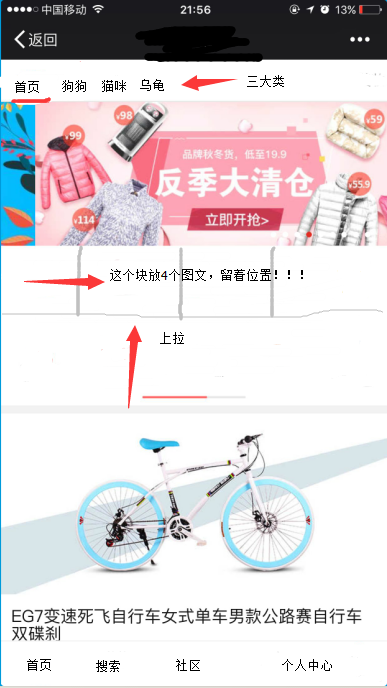 中国移动 21:56 13%
返回
首页 狗狗 猫咪 乌龟 三大类
¥99
¥98
¥59
品牌秋冬货，低至19.9
反季大清仓
立即开抢>
¥55.9
¥114
这个块放4个图文，留着位置！！！
上拉
EG7变速死飞自行车女式单车男款公路赛自行车
双碟刹
首页 搜索 社区 个人中心